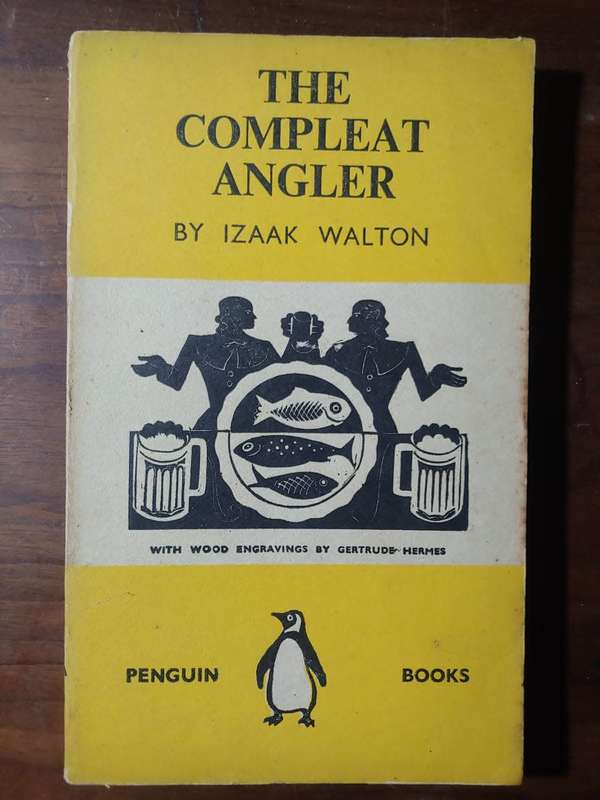 THE
COMPLEAT
ANGLER
BY IZAAK WALTON
WITH WOOD ENGRAVINGS BY GERTRUDE HERMES
PENGUIN BOOKS